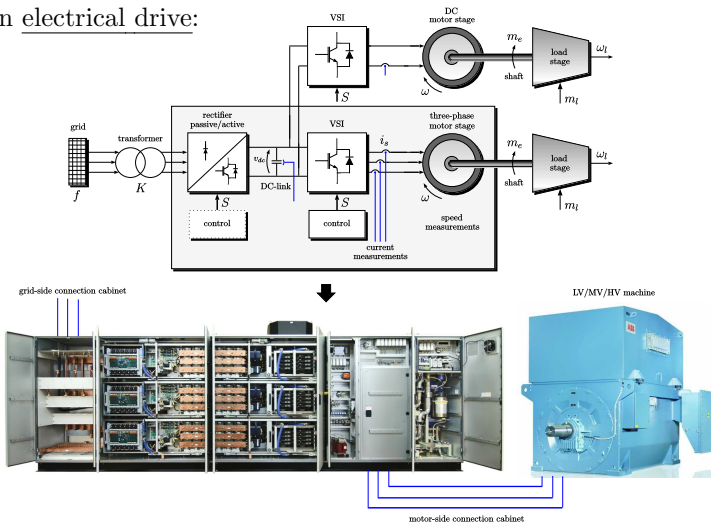 n electrical drive:
VSI
DC
motor stage
m_e
load
stage
ω_l
shaft
ω
S
m_l
rectifier
passive/active
VSI
three-phase
motor stage
grid
transformer
i_s
m_e
load
stage
ω_l
v_dc
shaft
K
DC-link
f
S
S
ω
m_l
control
control
speed
measurements
current
measurements
grid-side connection cabinet
LV/MV/HV machine
ABB
motor-side connection cabinet